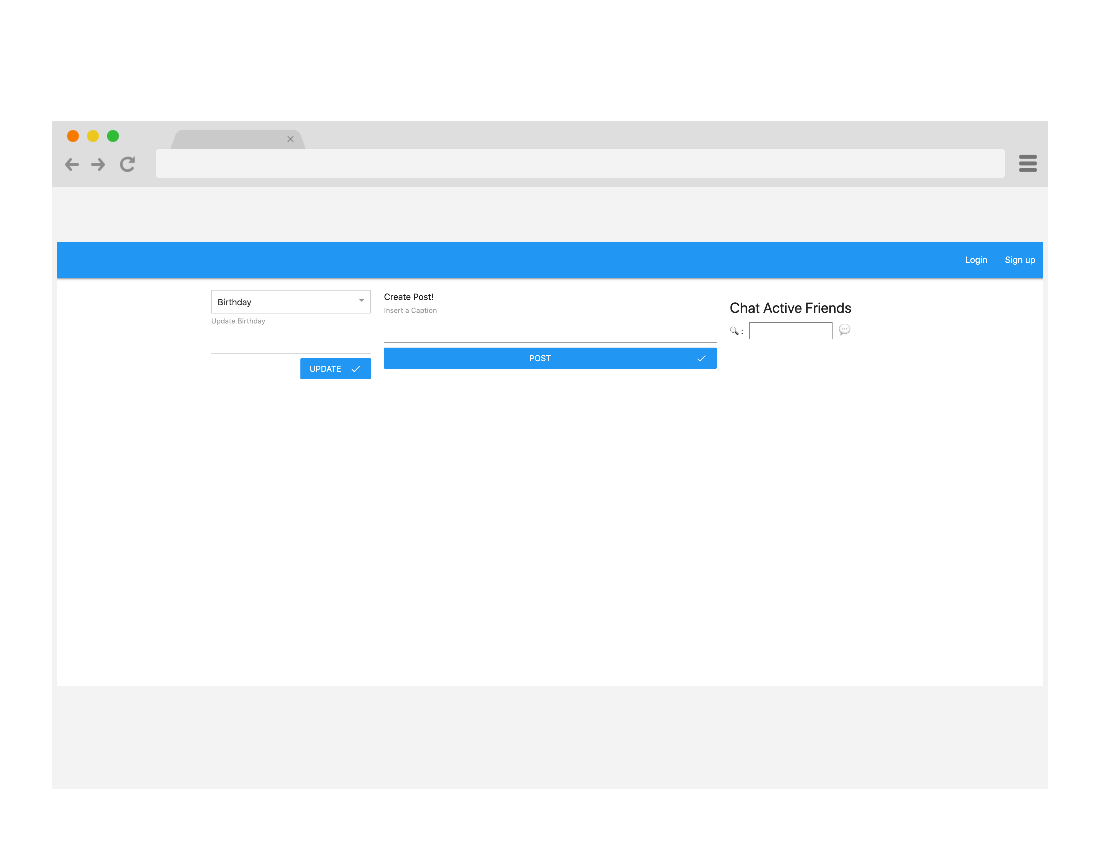 Login Sign up
Birthday
Update Birthday
UPDATE
Create Post!
Insert a Caption
POST
Chat Active Friends
: